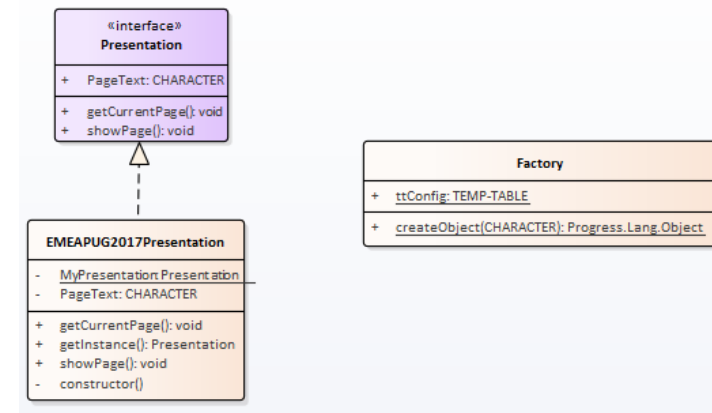 «interface»
Presentation
+ PageText: CHARACTER
+ getCurrentPage(): void
+ showPage(): void
Factory
+ ttConfig: TEMP-TABLE
+ createObject(CHARACTER): Progress.Lang.Object
EMEAPUG2017Presentation
- MyPresentation: Presentation
- PageText: CHARACTER
+ getCurrentPage(): void
+ getInstance(): Presentation
+ showPage(): void
- constructor()